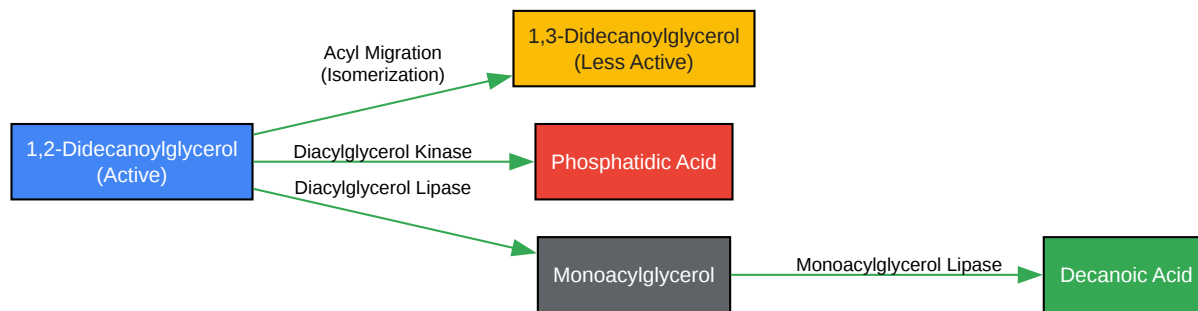 1,3-Didecanoylglycerol
(Less Active)
Acyl Migration
(Isomerization)
1,2-Didecanoylglycerol
(Active)
Diacylglycerol Kinase
Phosphatidic Acid
Diacylglycerol Lipase
Monoacylglycerol
Monoacylglycerol Lipase
Decanoic Acid